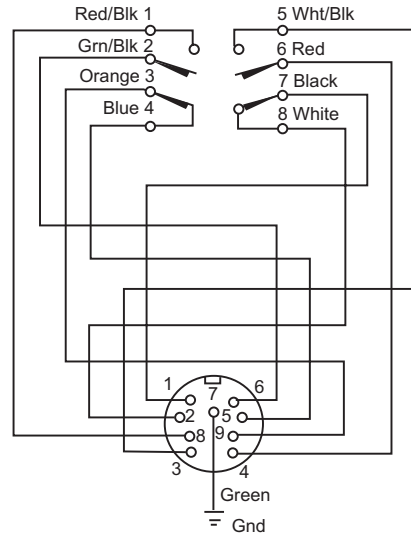 Red/Blk 1
5 Wht/Blk
Grn/Blk 2
6 Red
Orange 3
7 Black
Blue 4
8 White
1
7
6
2
5
8
9
3
4
Green
Gnd